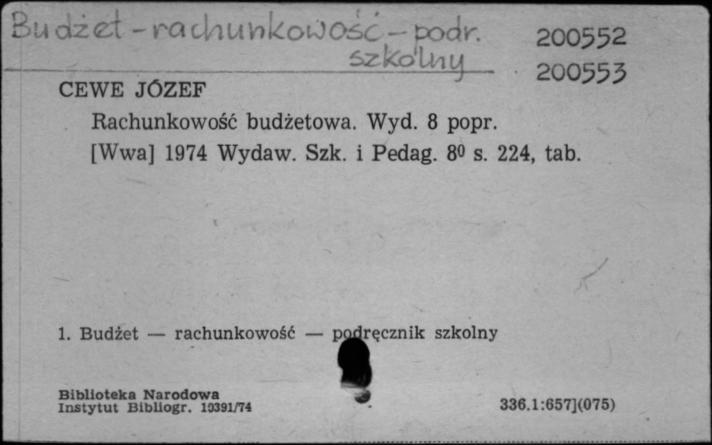 Budżet - rachunkowość - podr. szkolny
200552
200553
CEWE JÓZEF
Rachunkowość budżetowa. Wyd. 8 popr.
[Wwa] 1974 Wydaw. Szk. i Pedag. 8⁰ s. 224, tab.
1. Budżet — rachunkowość — podręcznik szkolny
Biblioteka Narodowa
Instytut Bibliogr. 10391/74
336.1:657](075)